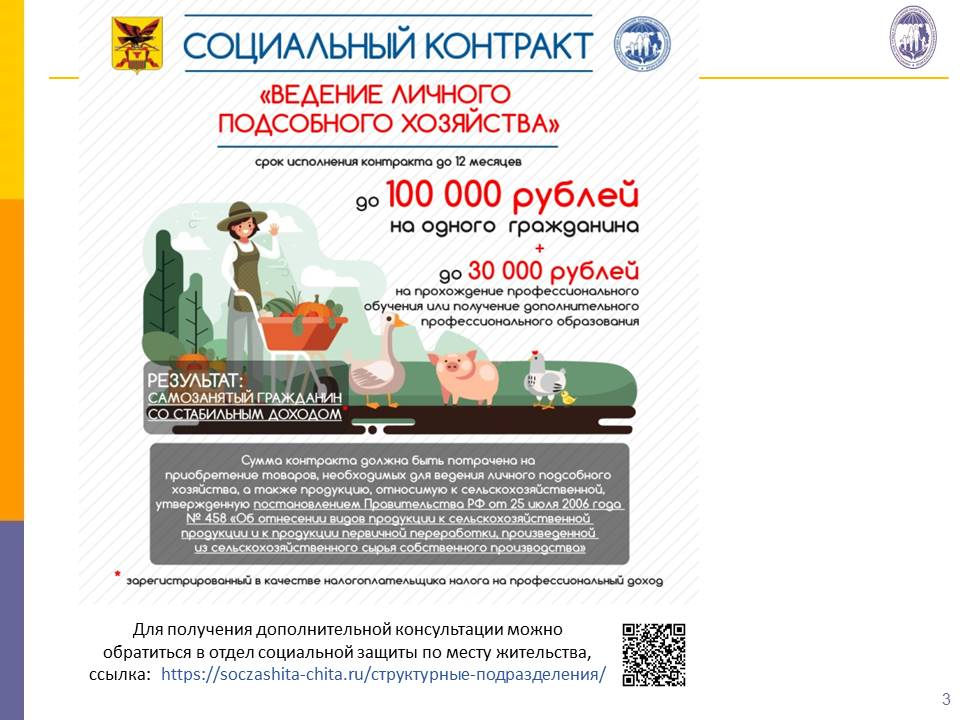 СОЦИАЛЬНЫЙ КОНТРАКТ
«ВЕДЕНИЕ ЛИЧНОГО
ПОДСОБНОГО ХОЗЯЙСТВА»
срок исполнения контракта до 12 месяцев
до 100 000 рублей
на одного гражданина
+
до 30 000 рублей
на прохождение профессионального
обучения или получение дополнительного
профессионального образования
РЕЗУЛЬТАТ:
САМОЗАНЯТЫЙ ГРАЖДАНИН
СО СТАБИЛЬНЫМ ДОХОДОМ*
Сумма контракта должна быть потрачена на
приобретение товаров, необходимых для ведения личного подсобного
хозяйства, а также продукцию, относимую к сельскохозяйственной,
утвержденную постановлением Правительства РФ от 25 июля 2006 года
№ 458 «Об отнесении видов продукции к сельскохозяйственной
продукции и к продукции первичной переработки, произведенной
из сельскохозяйственного сырья собственного производства»
* зарегистрированный в качестве налогоплательщика налога на профессиональный доход
Для получения дополнительной консультации можно
обратиться в отдел социальной защиты по месту жительства,
ссылка: https://soczashita-chita.ru/структурные-подразделения/
3